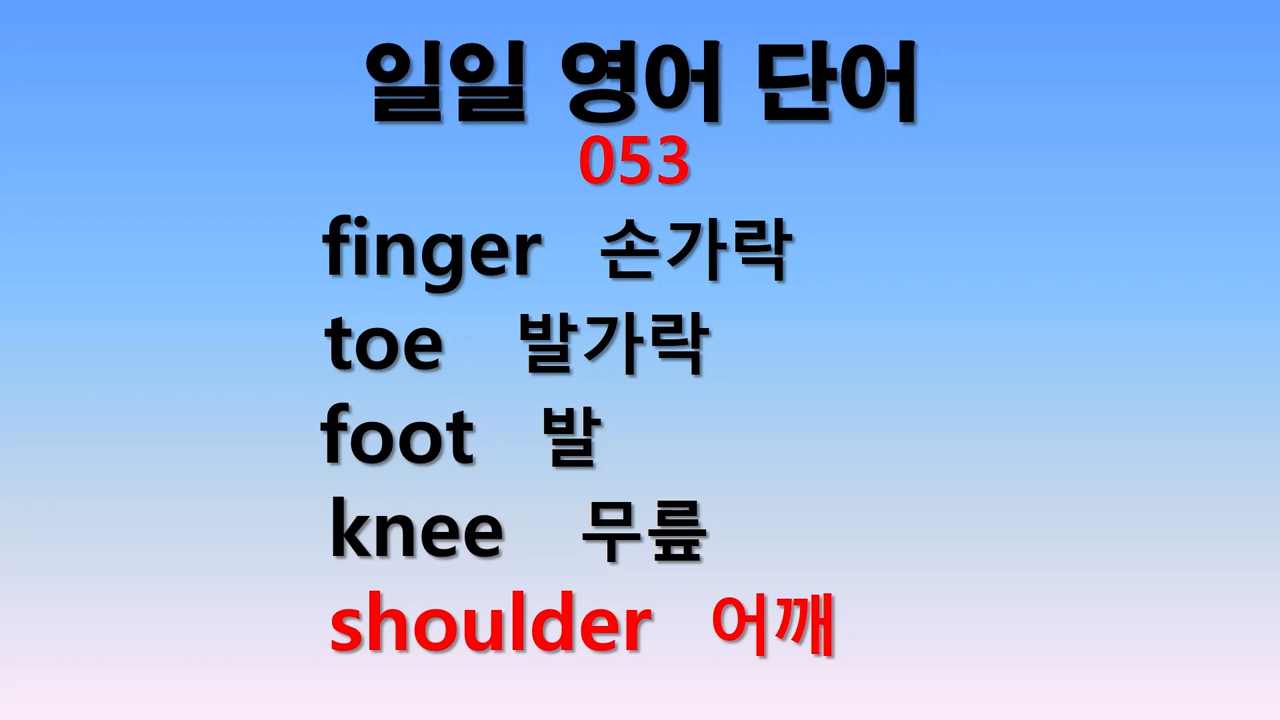 일일 영어 단어
053
finger 손가락
toe 발가락
foot 발
knee 무릎
shoulder 어깨